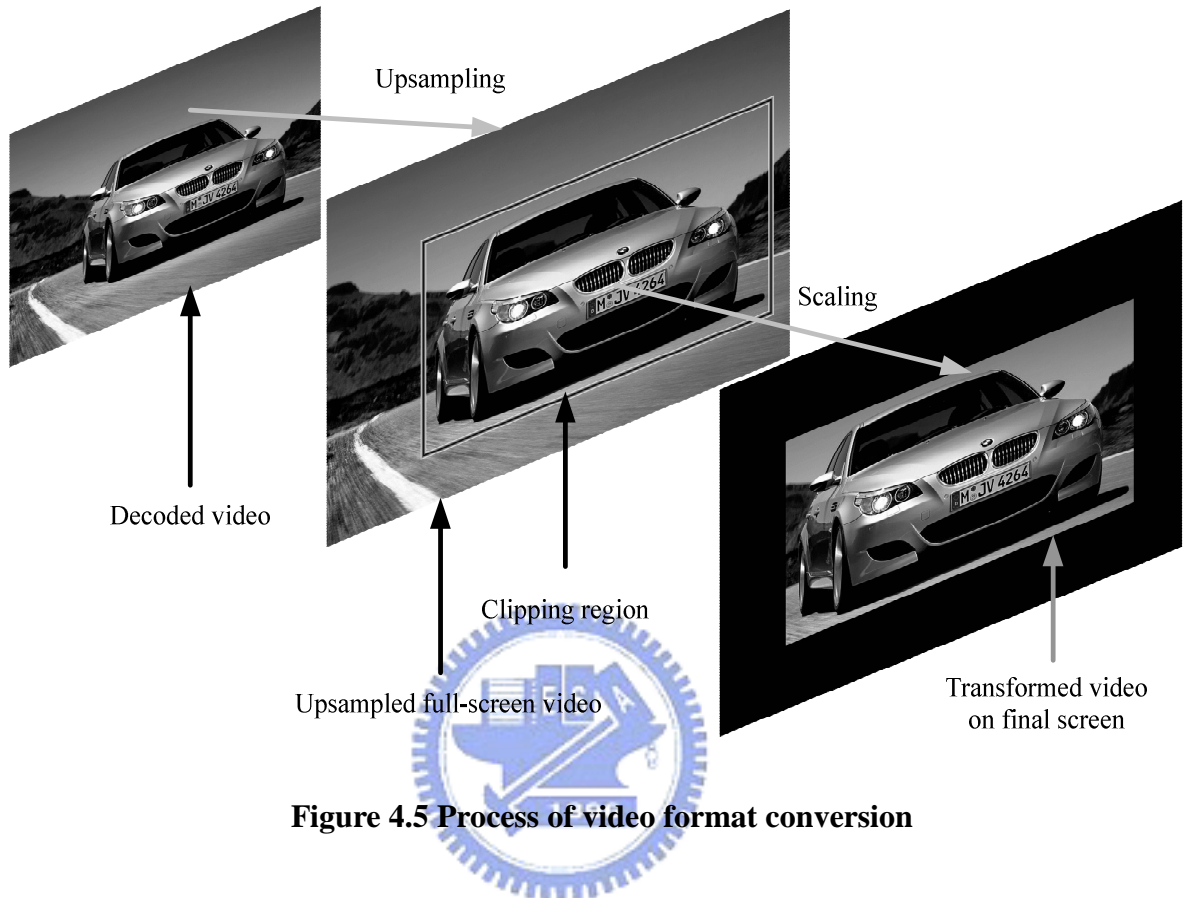 Upsampling
M JV 4264
M JV 4264
Scaling
M JV 4264
Decoded video
Clipping region
Upsampled full-screen video
Transformed video
on final screen
Figure 4.5 Process of video format conversion